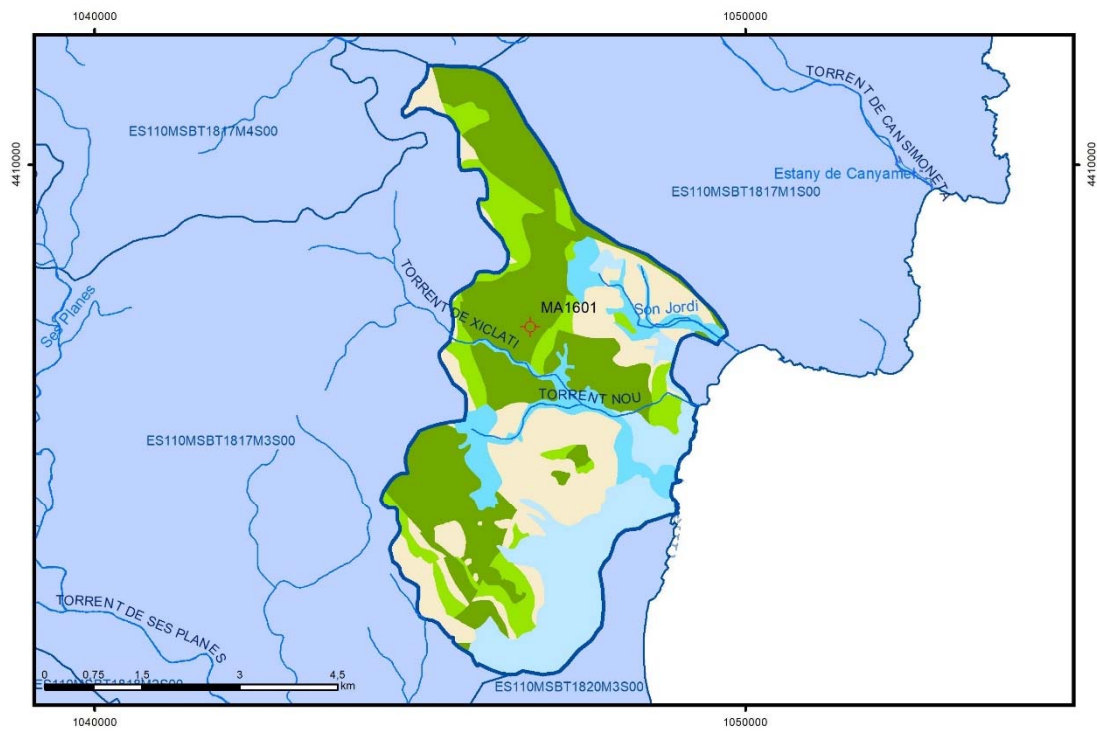 1040000
1050000
TORRENT DE CAN SIMONETA
ES110MSBT1817M4S00
4410000
4410000
Estany de Canyamel
ES110MSBT1817M1S00
Ses Planes
TORRENT DE XICLATI
MA1601
Son Jordi
TORRENT NOU
ES110MSBT1817M3S00
TORRENT DE SES PLANES
0 0,75 1,5 3 4,5
km
ES110MSBT1820M3S00
1040000
1050000